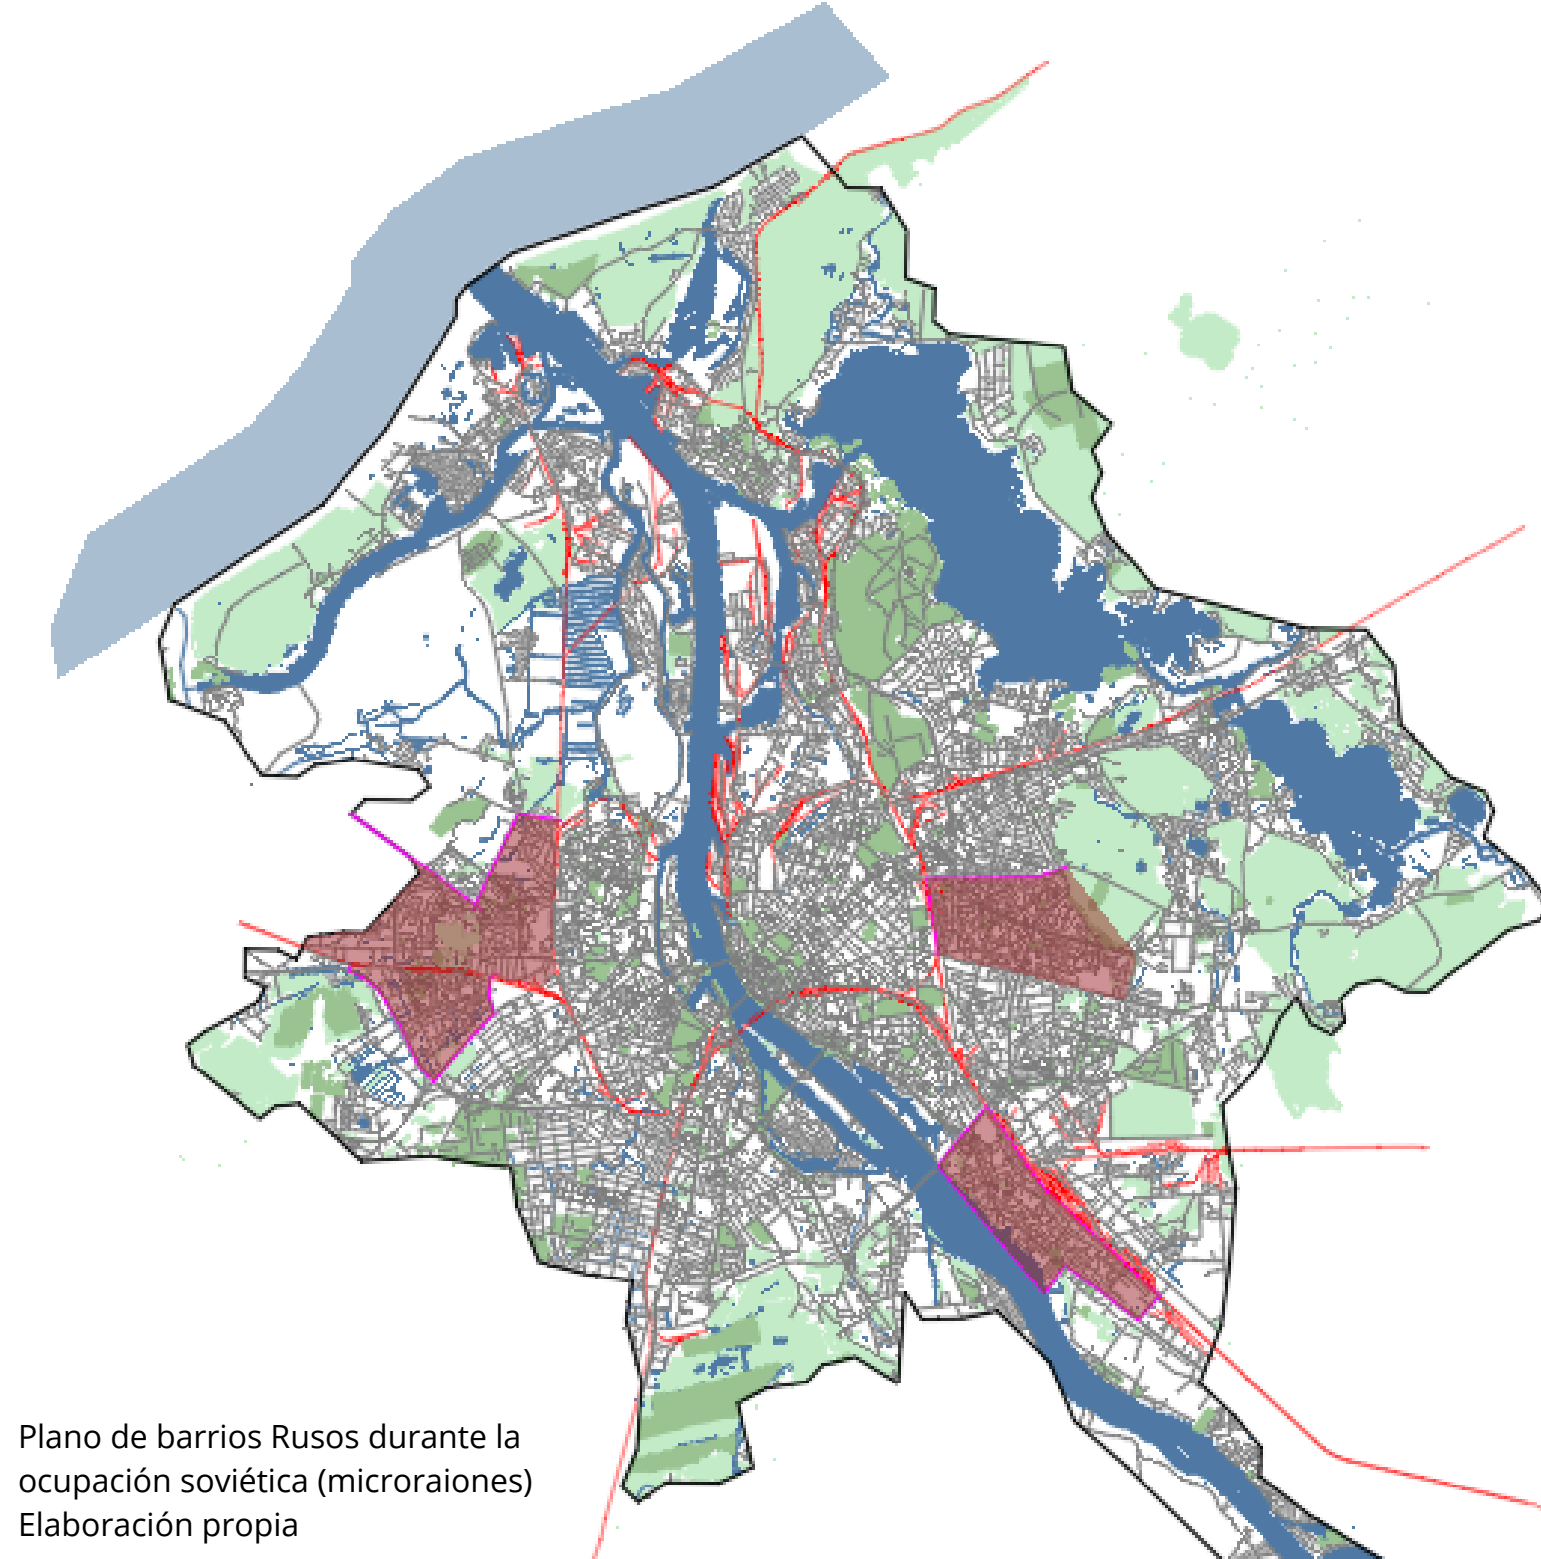 Plano de barrios Rusos durante la
ocupación soviética (microraiones)
Elaboración propia